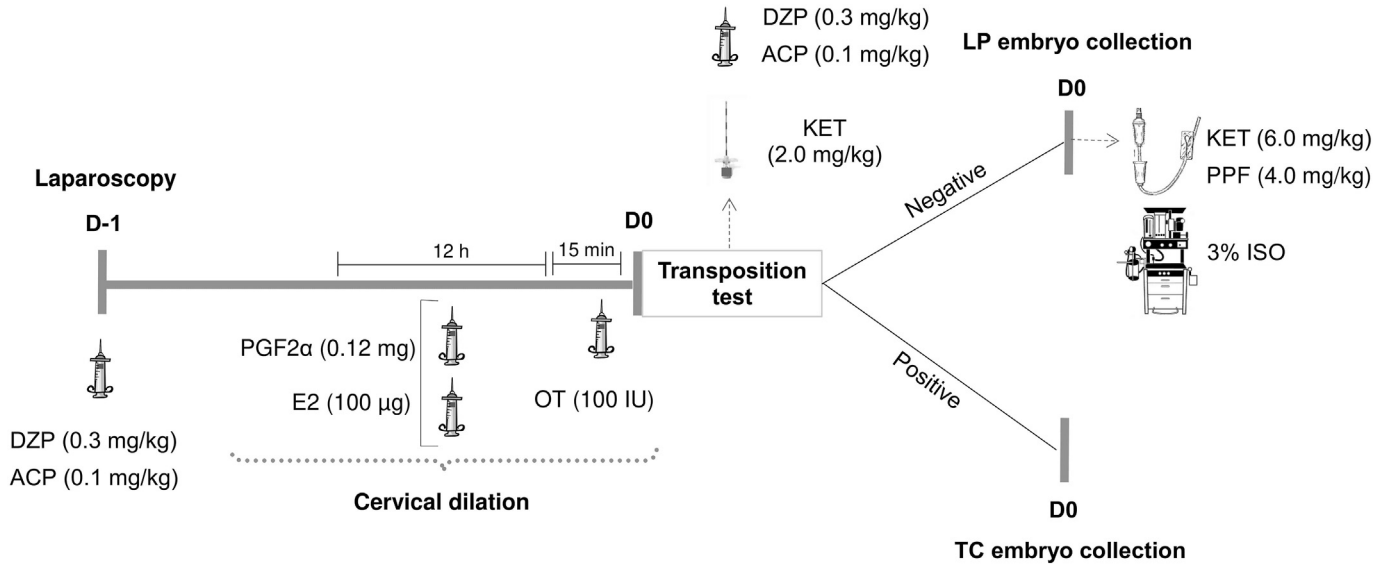 Laparoscopy
D-1
DZP (0.3 mg/kg)
ACP (0.1 mg/kg)
12 h
15 min
D0
PGF2α (0.12 mg)
E2 (100 µg)
OT (100 IU)
Cervical dilation
DZP (0.3 mg/kg)
ACP (0.1 mg/kg)
KET
(2.0 mg/kg)
Transposition
test
Negative
Positive
LP embryo collection
D0
KET (6.0 mg/kg)
PPF (4.0 mg/kg)
3% ISO
D0
TC embryo collection